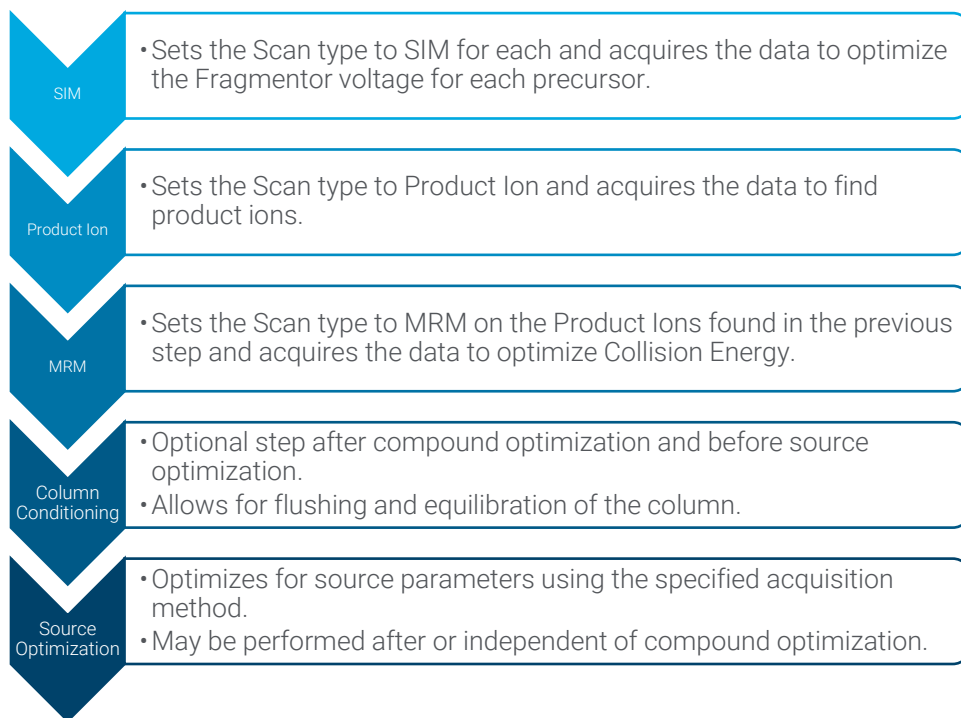 SIM
• Sets the Scan type to SIM for each and acquires the data to optimize
the Fragmentor voltage for each precursor.
Product Ion
• Sets the Scan type to Product Ion and acquires the data to find
product ions.
MRM
• Sets the Scan type to MRM on the Product Ions found in the previous
step and acquires the data to optimize Collision Energy.
Column
Conditioning
• Optional step after compound optimization and before source
optimization.
• Allows for flushing and equilibration of the column.
Source
Optimization
• Optimizes for source parameters using the specified acquisition
method.
• May be performed after or independent of compound optimization.